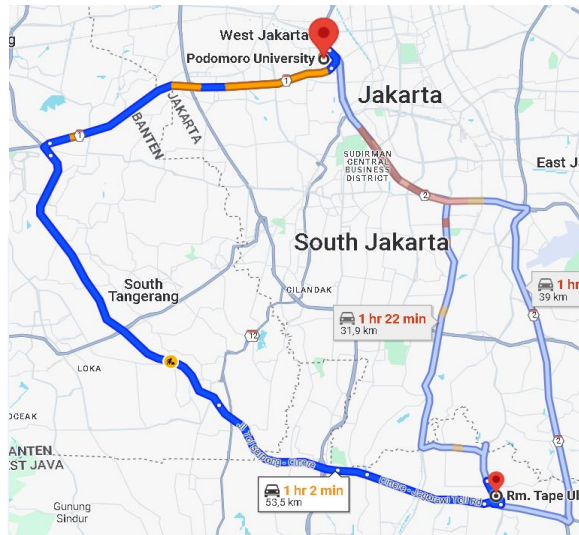 West Jakarta
Podomoro University
1
Jakarta
1
JAKARTA
BANTEN
SUDIRMAN
CENTRAL
BUSINESS
DISTRICT
East J
2
South Jakarta
South
Tangerang
CILANDAK
1 hr
39 km
1 hr 22 min
31,9 km
2
12
LOKA
OCEAK
ANTEN
ST JAVA
2
1 hr 2 min
53,5 km
Rm. Tape Ul
Gunung
Sindur